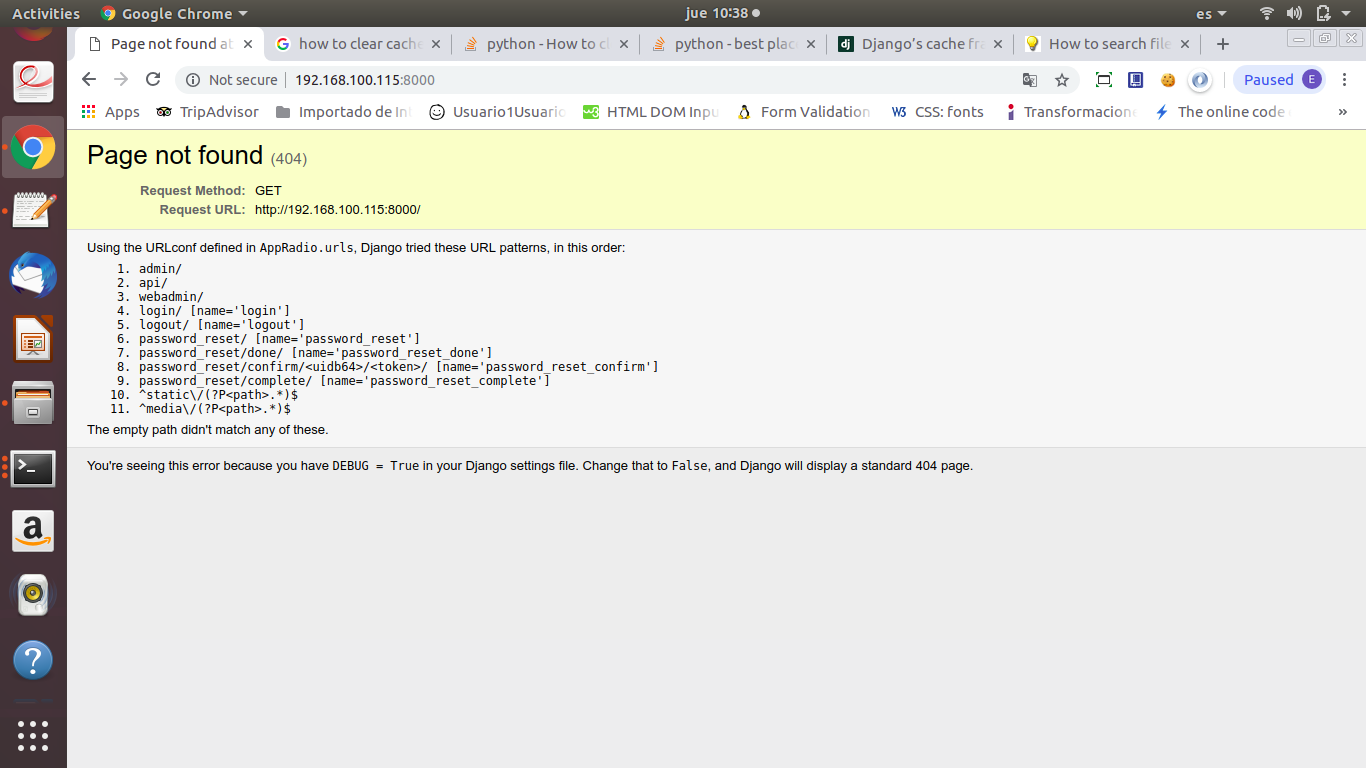 Activities Google Chrome jue 10:38 es
Page not found at how to clear cache python - How to cl python - best plac Django’s cache fra How to search file
Not secure 192.168.100.115:8000 Paused E
Apps TripAdvisor Importado de In Usuario1Usuario HTML DOM Inpu Form Validation W3 CSS: fonts Transformacione The online code »
Page not found (404)
Request Method: GET
Request URL: http://192.168.100.115:8000/
Using the URLconf defined in AppRadio.urls, Django tried these URL patterns, in this order:
1. admin/
2. api/
3. webadmin/
4. login/ [name='login']
5. logout/ [name='logout']
6. password_reset/ [name='password_reset']
7. password_reset/done/ [name='password_reset_done']
8. password_reset/confirm/<uidb64>/<token>/ [name='password_reset_confirm']
9. password_reset/complete/ [name='password_reset_complete']
10. ^static\/(?P<path>.*)$
11. ^media\/(?P<path>.*)$
The empty path didn't match any of these.
You're seeing this error because you have DEBUG = True in your Django settings file. Change that to False, and Django will display a standard 404 page.